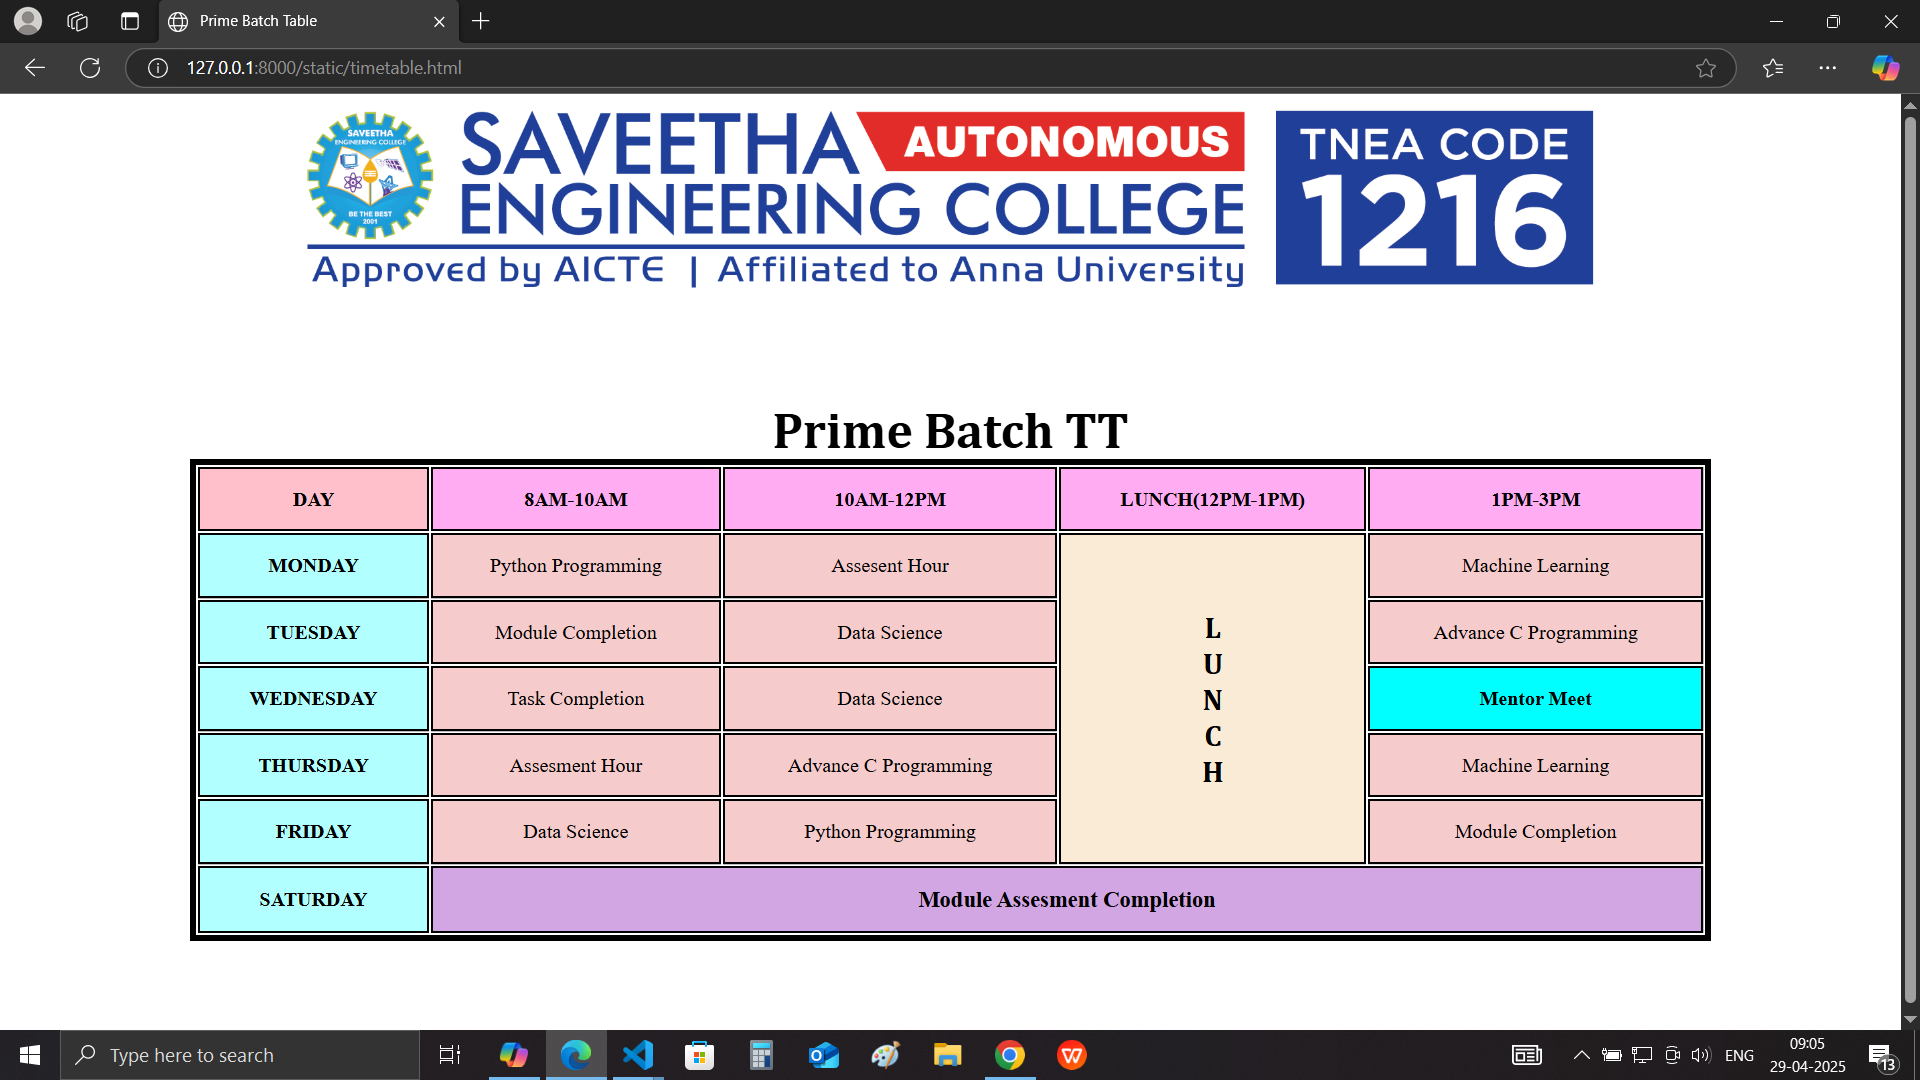 Prime Batch Table
127.0.0.1:8000/static/timetable.html
SAVEETHA
ENGINEERING COLLEGE
BE THE BEST
2001
SAVEETHA AUTONOMOUS
ENGINEERING COLLEGE
Approved by AICTE | Affiliated to Anna University
TNEA CODE
1216
Prime Batch TT
DAY 8AM-10AM 10AM-12PM LUNCH(12PM-1PM) 1PM-3PM
MONDAY Python Programming Assesent Hour Machine Learning
TUESDAY Module Completion Data Science Advance C Programming
WEDNESDAY Task Completion Data Science Mentor Meet
THURSDAY Assesment Hour Advance C Programming Machine Learning
FRIDAY Data Science Python Programming Module Completion
L
U
N
C
H
SATURDAY Module Assesment Completion
Type here to search
ENG
09:05
29-04-2025
13